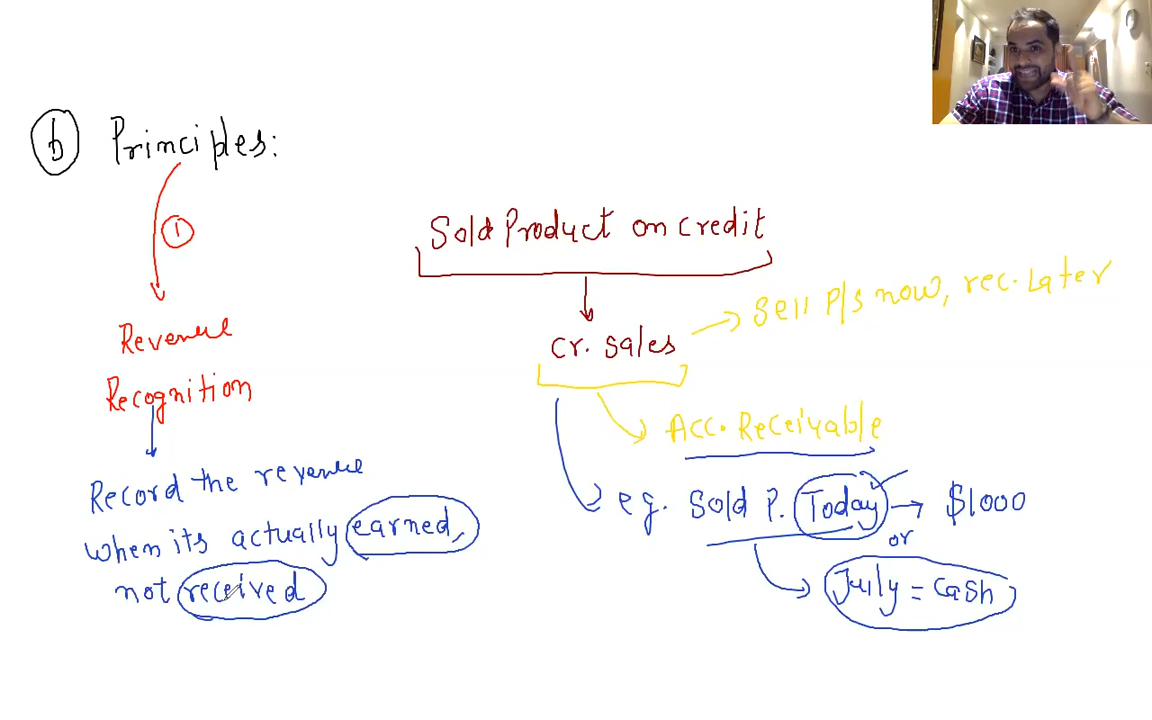 b Principles:
1
Revenue
Recognition
Record the revenue
when its actually earned,
not received
Sold Product on credit
Cr. Sales
Sell P/s now, rec. Later
Acc. Receivable
e.g. Sold P. Today → $1000
or
July = Cash